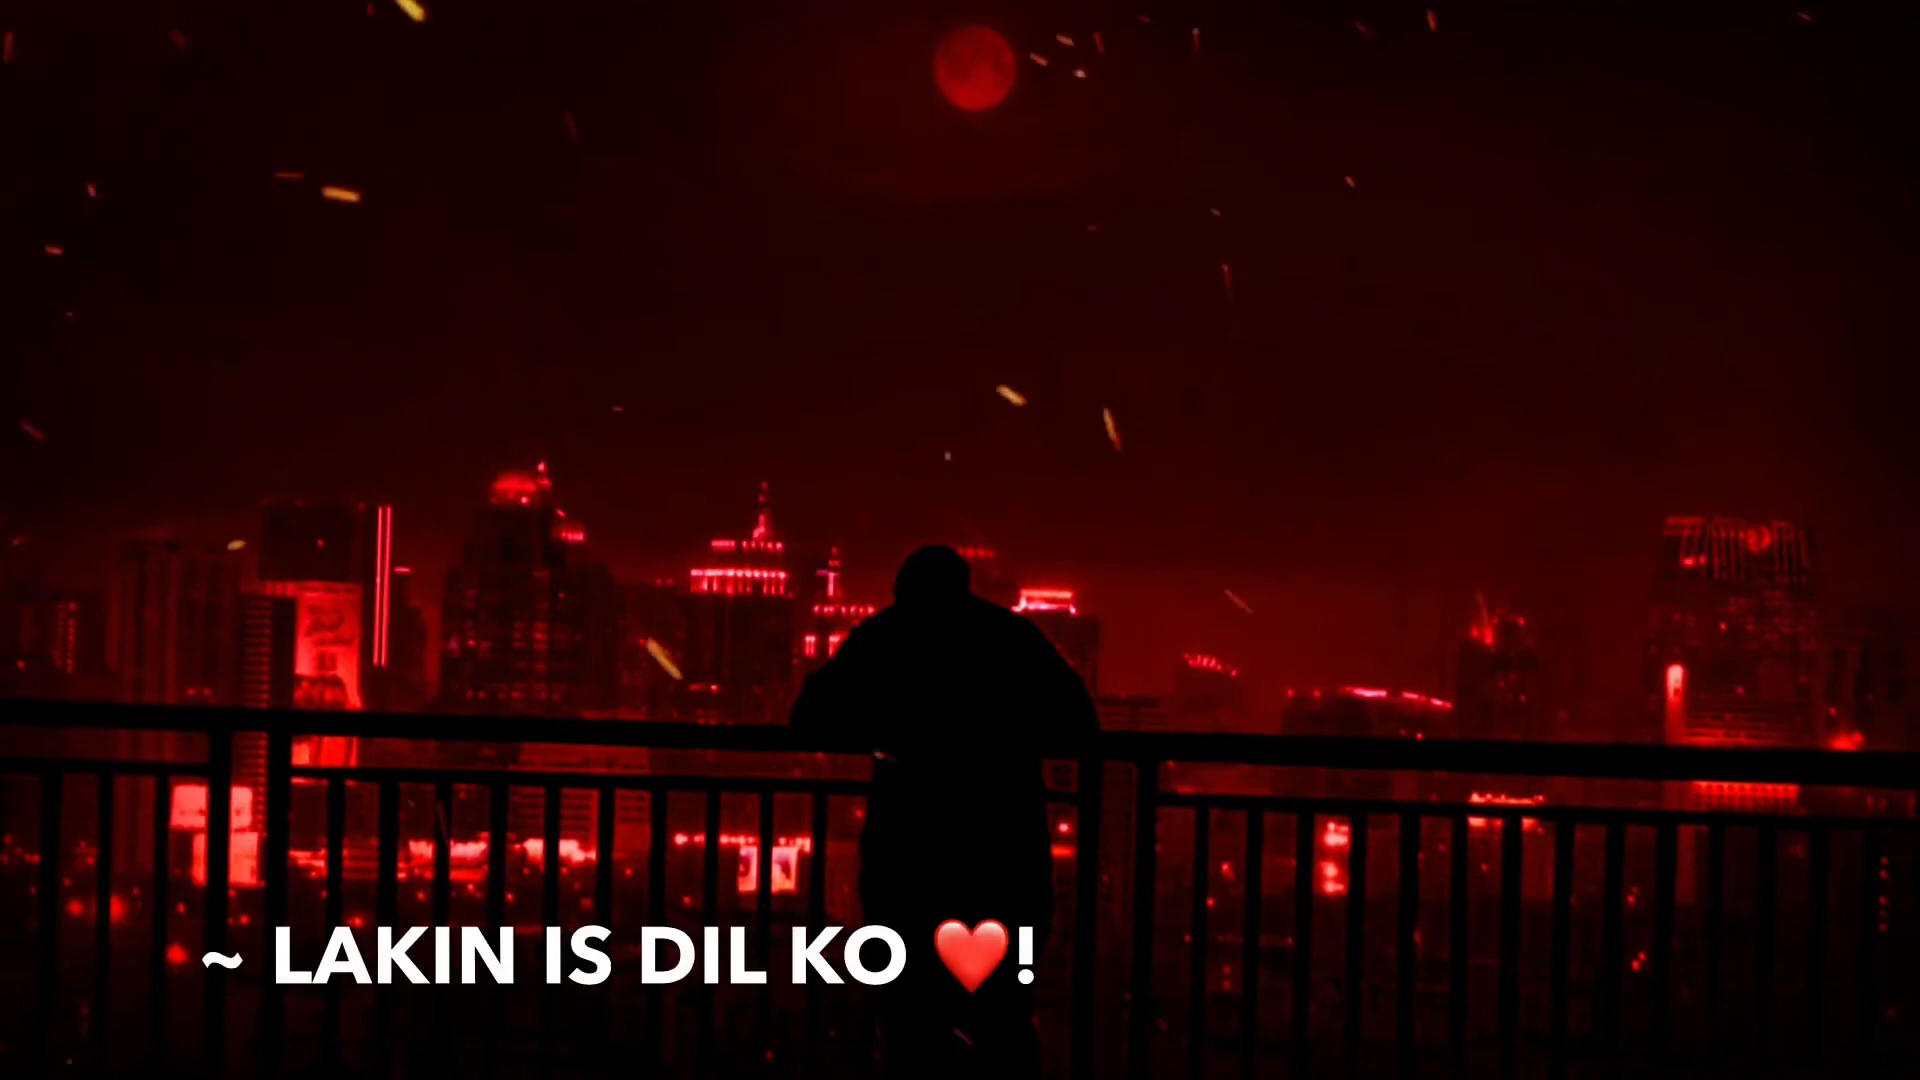 ~ LAKIN IS DIL KO ❤️!